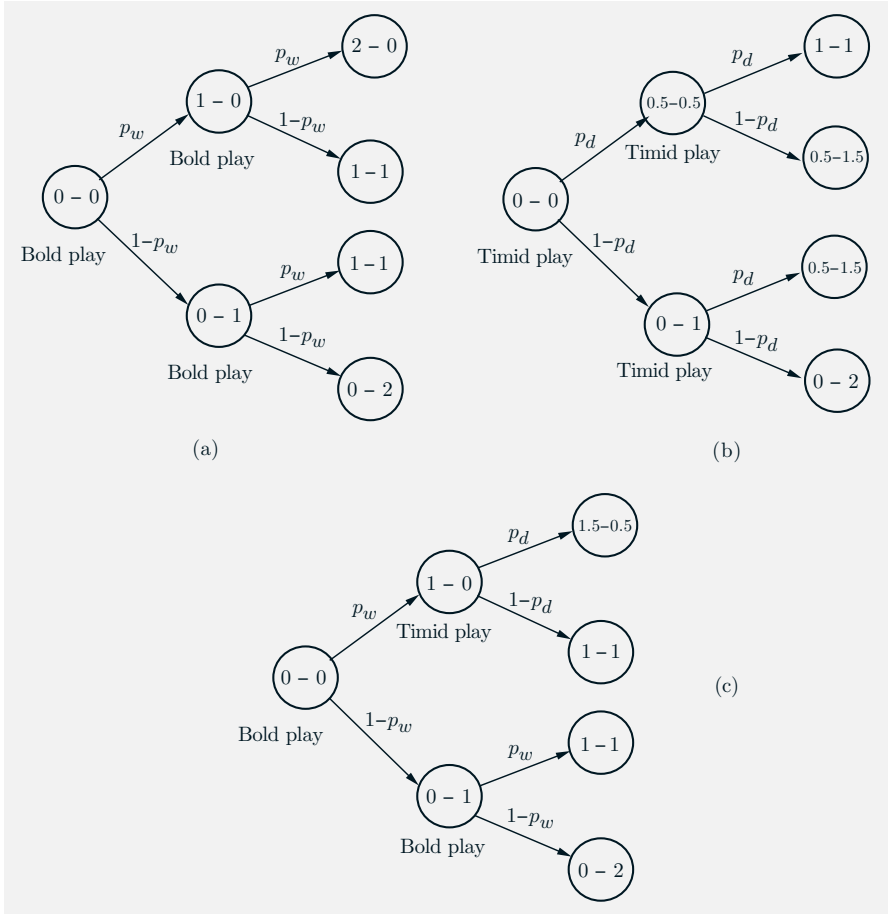 2 – 0
p_w
1 – 0
1–p_w
p_w
Bold play
1 – 1
0 – 0
1–p_w
Bold play
1 – 1
p_w
0 – 1
1–p_w
Bold play
0 – 2
(a)
1 – 1
p_d
0.5–0.5
1–p_d
p_d
Timid play
0.5–1.5
0 – 0
1–p_d
Timid play
0.5–1.5
p_d
0 – 1
1–p_d
Timid play
0 – 2
(b)
1.5–0.5
p_d
1 – 0
1–p_d
p_w
Timid play
1 – 1
0 – 0
(c)
1–p_w
Bold play
1 – 1
p_w
0 – 1
1–p_w
Bold play
0 – 2